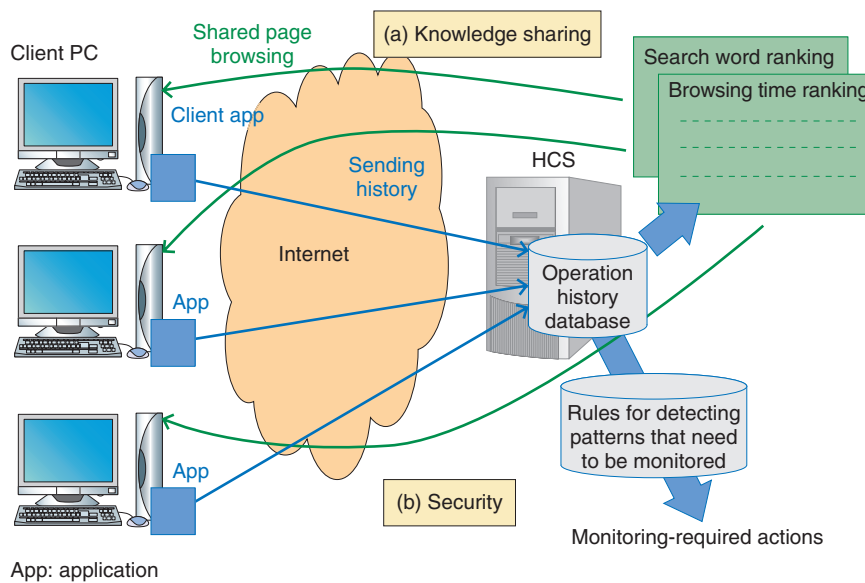 Client PC
Shared page
browsing
(a) Knowledge sharing
Search word ranking
Browsing time ranking
Client app
Sending
history
HCS
Internet
Operation
history
database
App
Rules for detecting
patterns that need
to be monitored
App
(b) Security
Monitoring-required actions
App: application